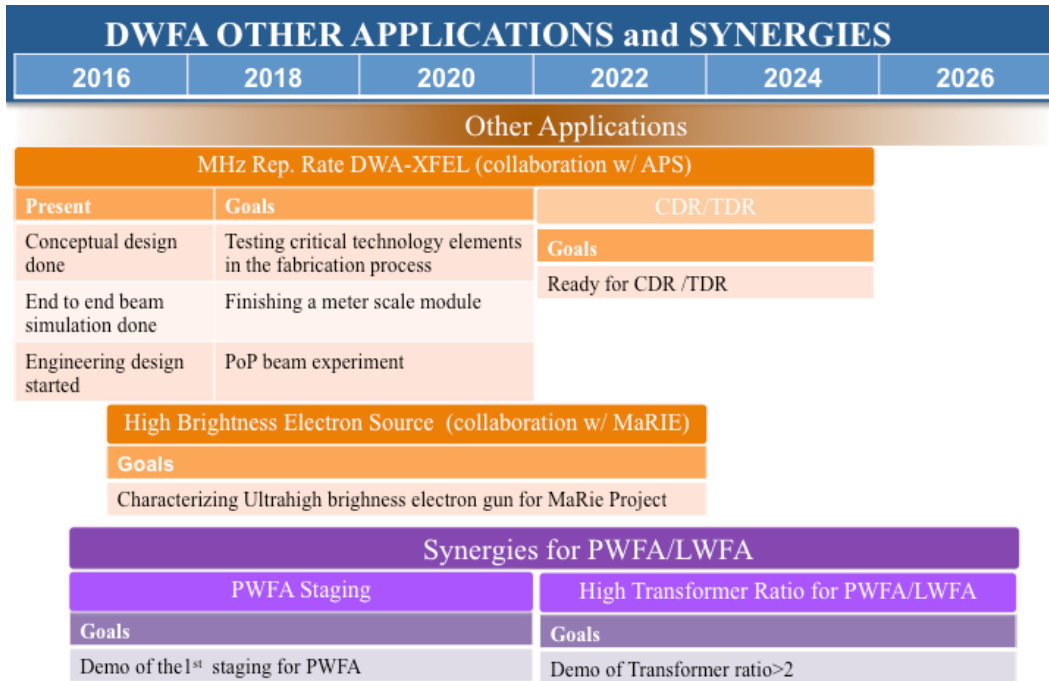 DWFA OTHER APPLICATIONS and SYNERGIES
2016 2018 2020 2022 2024 2026
Other Applications
MHz Rep. Rate DWA-XFEL (collaboration w/ APS)
Present
Goals
CDR/TDR
Conceptual design
done
Testing critical technology elements
in the fabrication process
Goals
Ready for CDR /TDR
End to end beam
simulation done
Finishing a meter scale module
Engineering design
started
PoP beam experiment
High Brightness Electron Source (collaboration w/ MaRIE)
Goals
Characterizing Ultrahigh brighness electron gun for MaRie Project
Synergies for PWFA/LWFA
PWFA Staging
High Transformer Ratio for PWFA/LWFA
Goals
Goals
Demo of the1st staging for PWFA
Demo of Transformer ratio>2